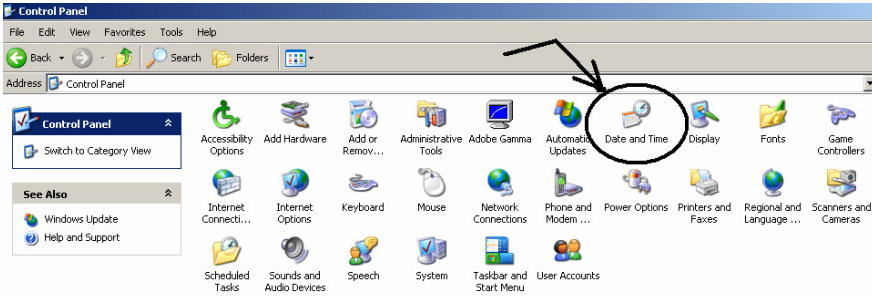 Control Panel
File Edit View Favorites Tools Help
Back Search Folders
Address Control Panel
Control Panel
Switch to Category View
See Also
Windows Update
Help and Support
Accessibility Options
Add Hardware
Add or Remov...
Administrative Tools
Adobe Gamma
Automatic Updates
Date and Time
Display
Fonts
Game Controllers
Internet Connecti...
Internet Options
Keyboard
Mouse
Network Connections
Phone and Modem ...
Power Options
Printers and Faxes
Regional and Language ...
Scanners and Cameras
Scheduled Tasks
Sounds and Audio Devices
Speech
System
Taskbar and Start Menu
User Accounts